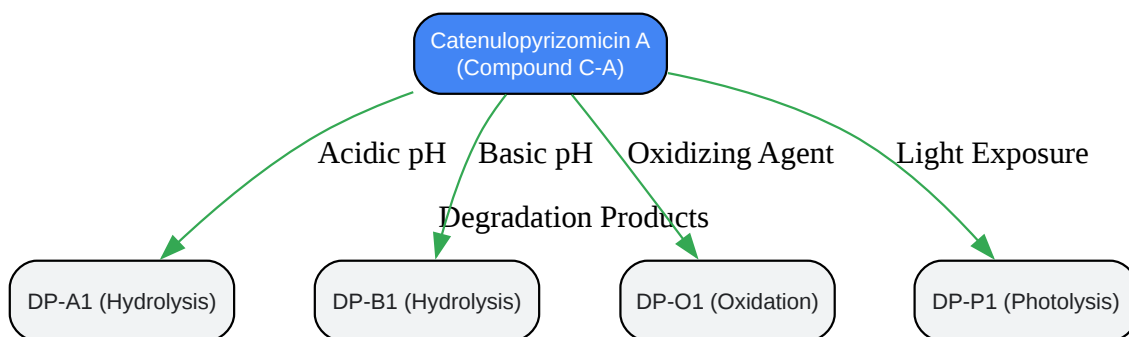 Catenulopyrizomicin A
(Compound C-A)
Acidic pH
Basic pH
Oxidizing Agent
Light Exposure
Degradation Products
DP-A1 (Hydrolysis)
DP-B1 (Hydrolysis)
DP-O1 (Oxidation)
DP-P1 (Photolysis)